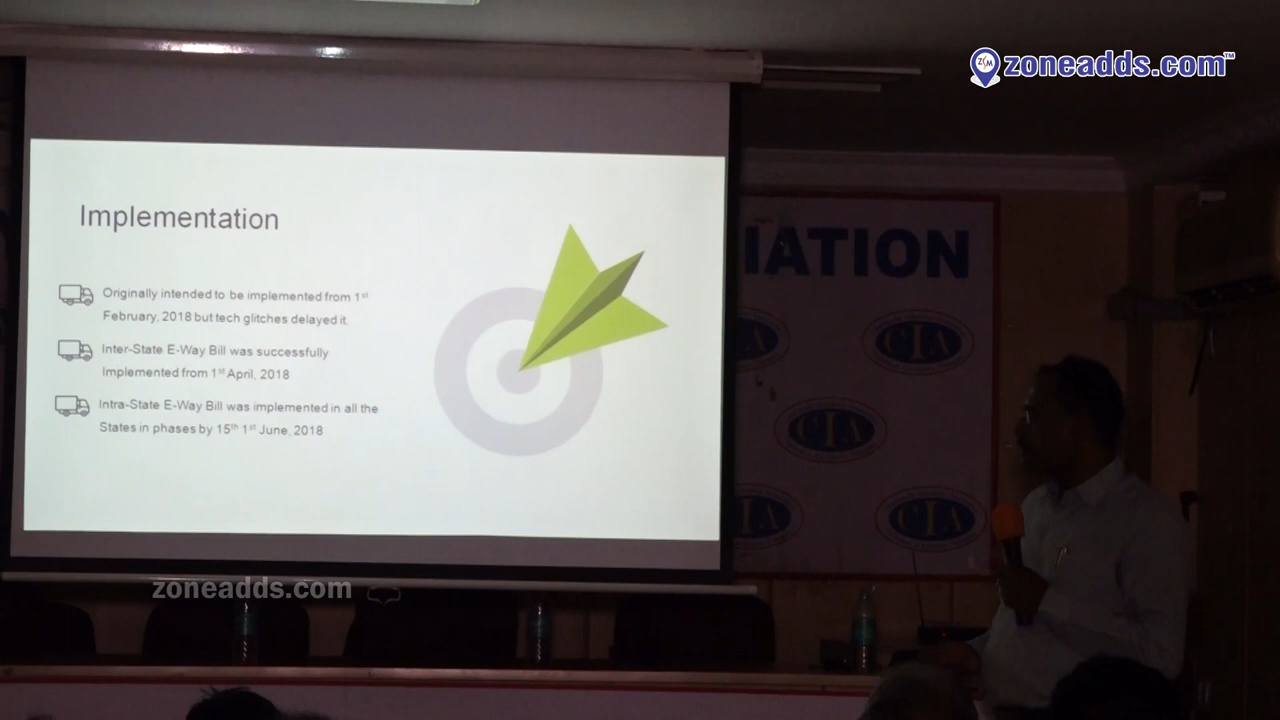 ZSM zoneadds.com™
Implementation
Originally intended to be implemented from 1st
February, 2018 but tech glitches delayed it.
Inter-State E-Way Bill was successfully
Implemented from 1st April, 2018
Intra-State E-Way Bill was implemented in all the
States in phases by 15th 1st June, 2018
IATION
CIA
CIA
CIA
IA
CIA
zoneadds.com